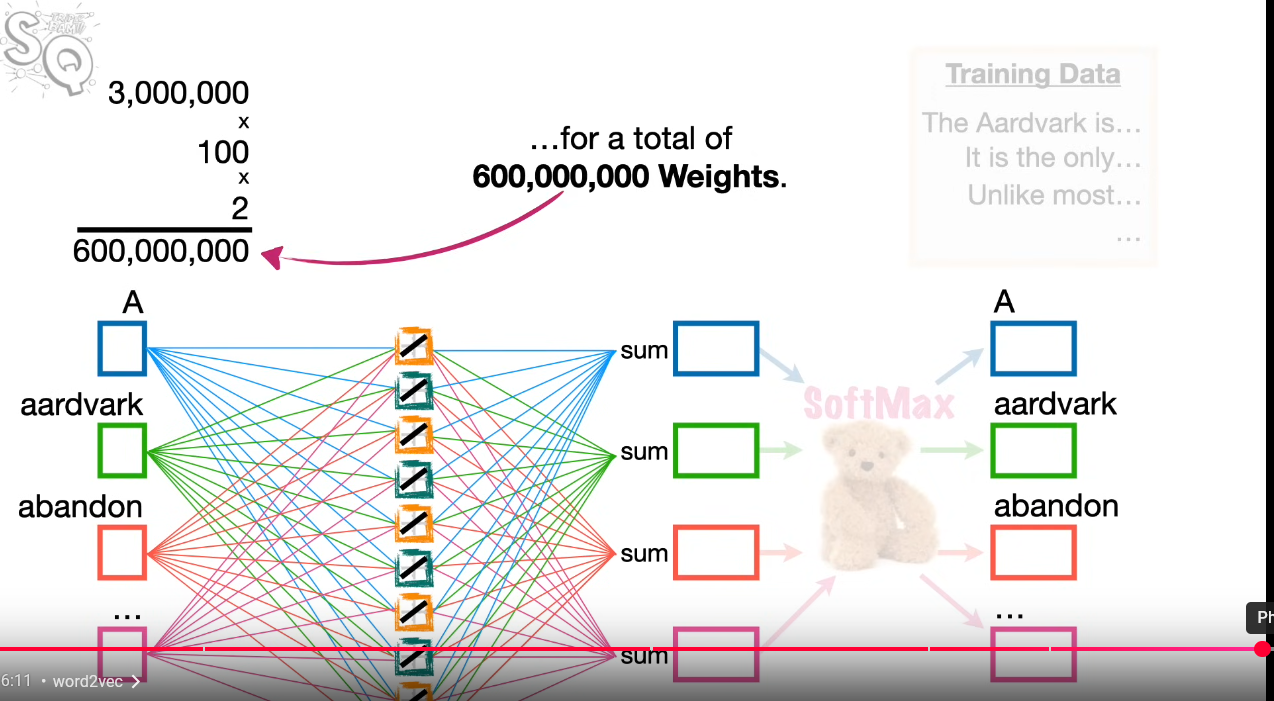 SQ
TRIPLE
BAM!!
3,000,000
x
100
x
2
600,000,000
…for a total of
600,000,000 Weights.
Training Data
The Aardvark is…
It is the only…
Unlike most…
…
A
aardvark
abandon
…
sum
sum
sum
sum
SoftMax
A
aardvark
abandon
…
6:11 • word2vec >